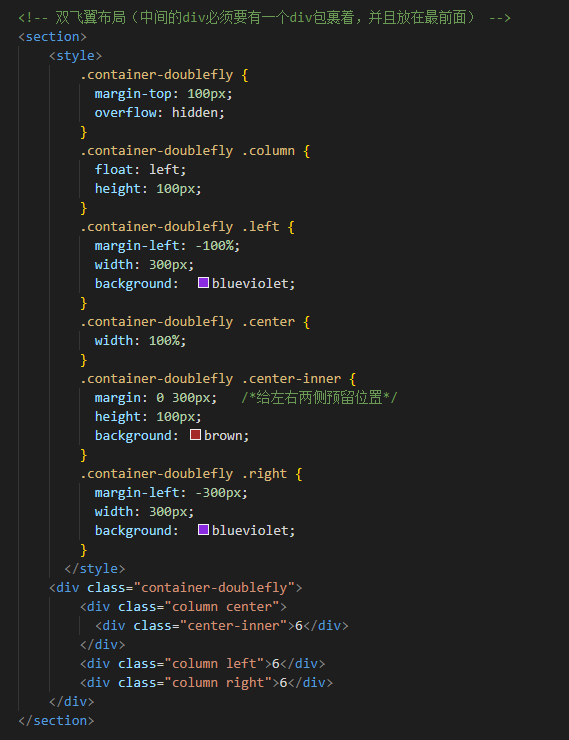 <!-- 双飞翼布局（中间的div必须要有一个div包裹着，并且放在最前面） -->
<section>
    <style>
        .container-doublefly {
          margin-top: 100px;
          overflow: hidden;
        }
        .container-doublefly .column {
          float: left;
          height: 100px;
        }
        .container-doublefly .left {
          margin-left: -100%;
          width: 300px;
          background:  blueviolet;
        }
        .container-doublefly .center {
          width: 100%;
        }
        .container-doublefly .center-inner {
          margin: 0 300px;   /*给左右两侧预留位置*/
          height: 100px;
          background: brown;
        }
        .container-doublefly .right {
          margin-left: -300px;
          width: 300px;
          background:  blueviolet;
        }
      </style>
    <div class="container-doublefly">
        <div class="column center">
          <div class="center-inner">6</div>
        </div>
        <div class="column left">6</div>
        <div class="column right">6</div>
    </div>
</section>